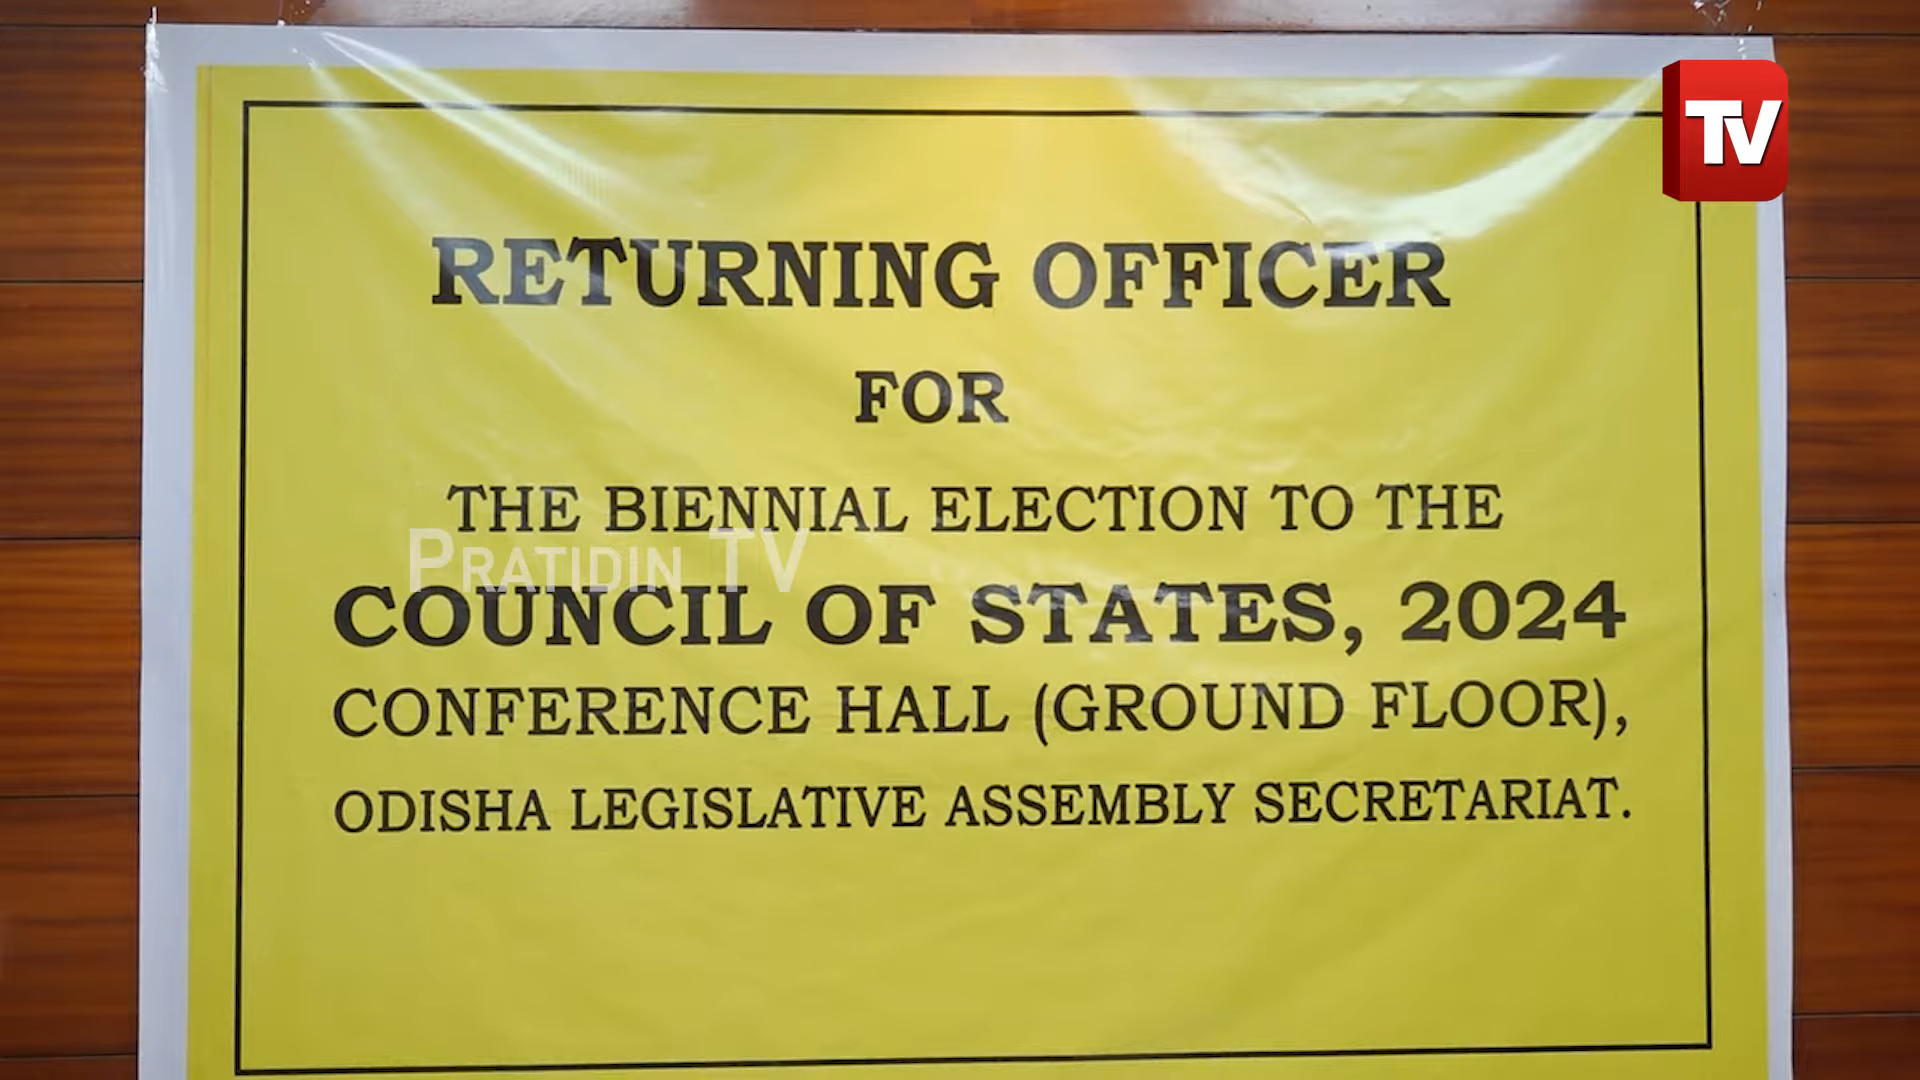 TV
RETURNING OFFICER
FOR
THE BIENNIAL ELECTION TO THE
PRATIDIN TV
COUNCIL OF STATES, 2024
CONFERENCE HALL (GROUND FLOOR),
ODISHA LEGISLATIVE ASSEMBLY SECRETARIAT.